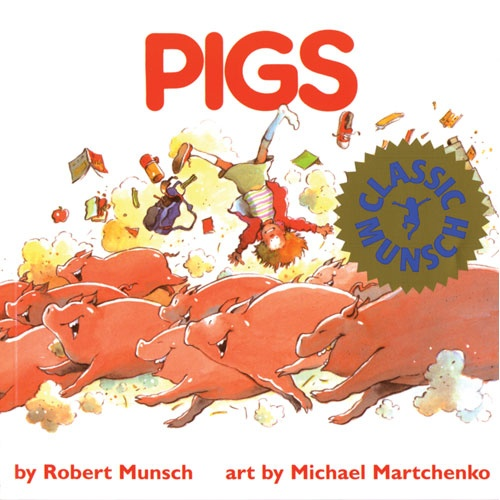 PIGS
CLASSIC
MUNSCH
by Robert Munsch art by Michael Martchenko